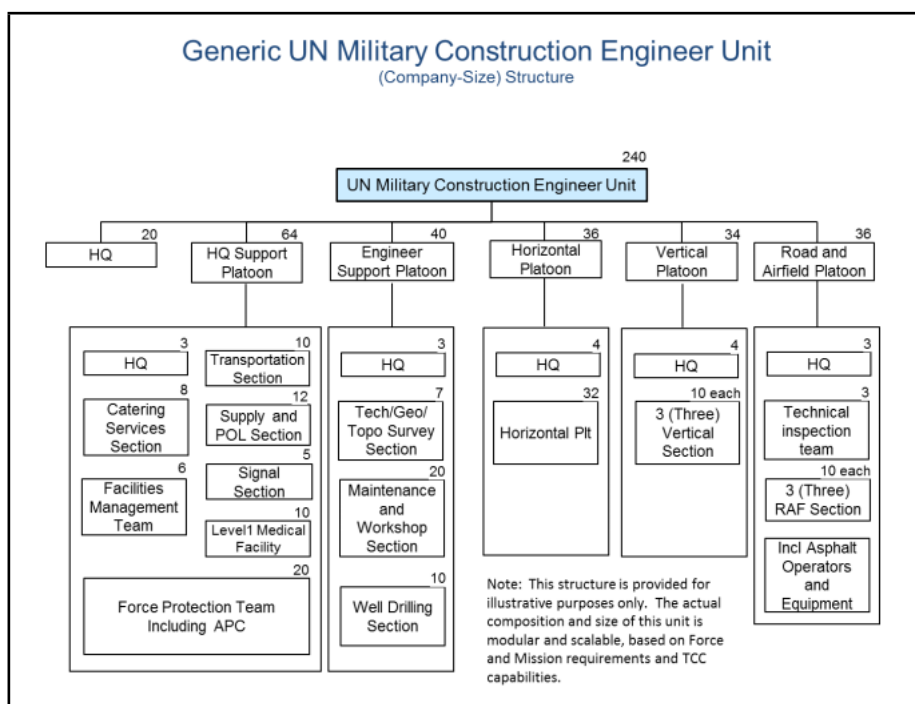 Generic UN Military Construction Engineer Unit
(Company-Size) Structure
240
UN Military Construction Engineer Unit
20
HQ
64
HQ Support
Platoon
40
Engineer
Support Platoon
36
Horizontal
Platoon
34
Vertical
Platoon
36
Road and
Airfield Platoon
3
HQ
8
Catering
Services
Section
6
Facilities
Management
Team
10
Transportation
Section
12
Supply and
POL Section
5
Signal
Section
10
Level1 Medical
Facility
20
Force Protection Team
Including APC
3
HQ
7
Tech/Geo/
Topo Survey
Section
20
Maintenance
and
Workshop
Section
10
Well Drilling
Section
4
HQ
32
Horizontal Plt
4
HQ
10 each
3 (Three)
Vertical
Section
3
HQ
3
Technical
inspection
team
10 each
3 (Three)
RAF Section
Incl Asphalt
Operators
and
Equipment
Note: This structure is provided for
illustrative purposes only. The actual
composition and size of this unit is
modular and scalable, based on Force
and Mission requirements and TCC
capabilities.